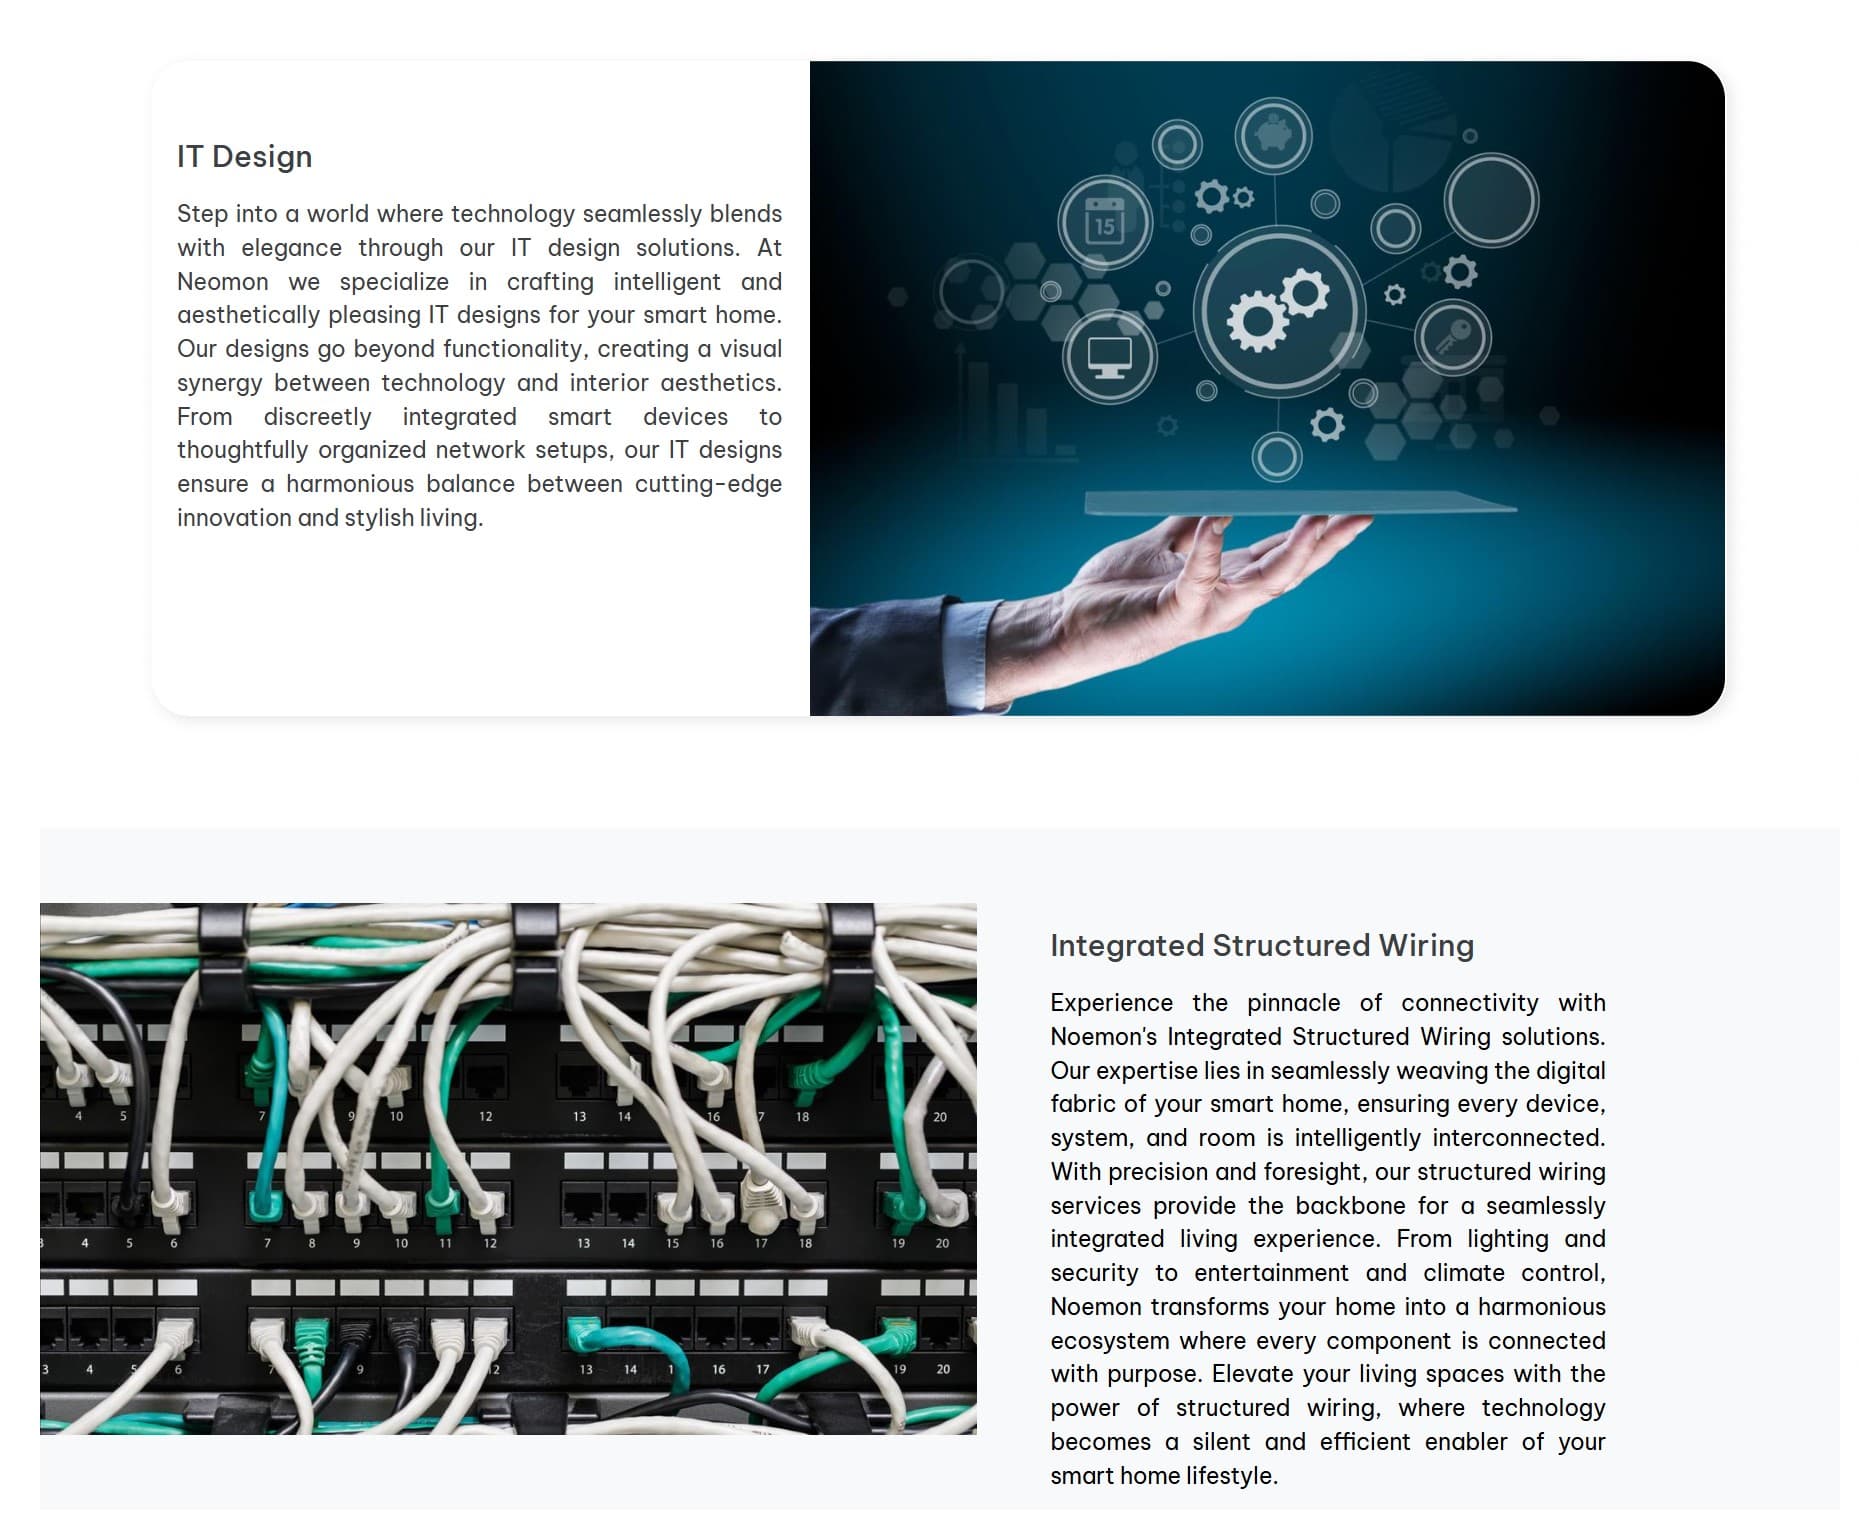 IT Design
Step into a world where technology seamlessly blends
with elegance through our IT design solutions. At
Neomon we specialize in crafting intelligent and
aesthetically pleasing IT designs for your smart home.
Our designs go beyond functionality, creating a visual
synergy between technology and interior aesthetics.
From discreetly integrated smart devices to
thoughtfully organized network setups, our IT designs
ensure a harmonious balance between cutting-edge
innovation and stylish living.
15
Integrated Structured Wiring
Experience the pinnacle of connectivity with
Noemon's Integrated Structured Wiring solutions.
Our expertise lies in seamlessly weaving the digital
fabric of your smart home, ensuring every device,
system, and room is intelligently interconnected.
With precision and foresight, our structured wiring
services provide the backbone for a seamlessly
integrated living experience. From lighting and
security to entertainment and climate control,
Noemon transforms your home into a harmonious
ecosystem where every component is connected
with purpose. Elevate your living spaces with the
power of structured wiring, where technology
becomes a silent and efficient enabler of your
smart home lifestyle.
4 5 7 9 10 12 13 14 16 7 18 20
3 4 5 6 7 8 9 10 11 12 13 14 15 16 17 18 19 20
3 4 5 6 7 9 12 13 14 1 16 17 19 20